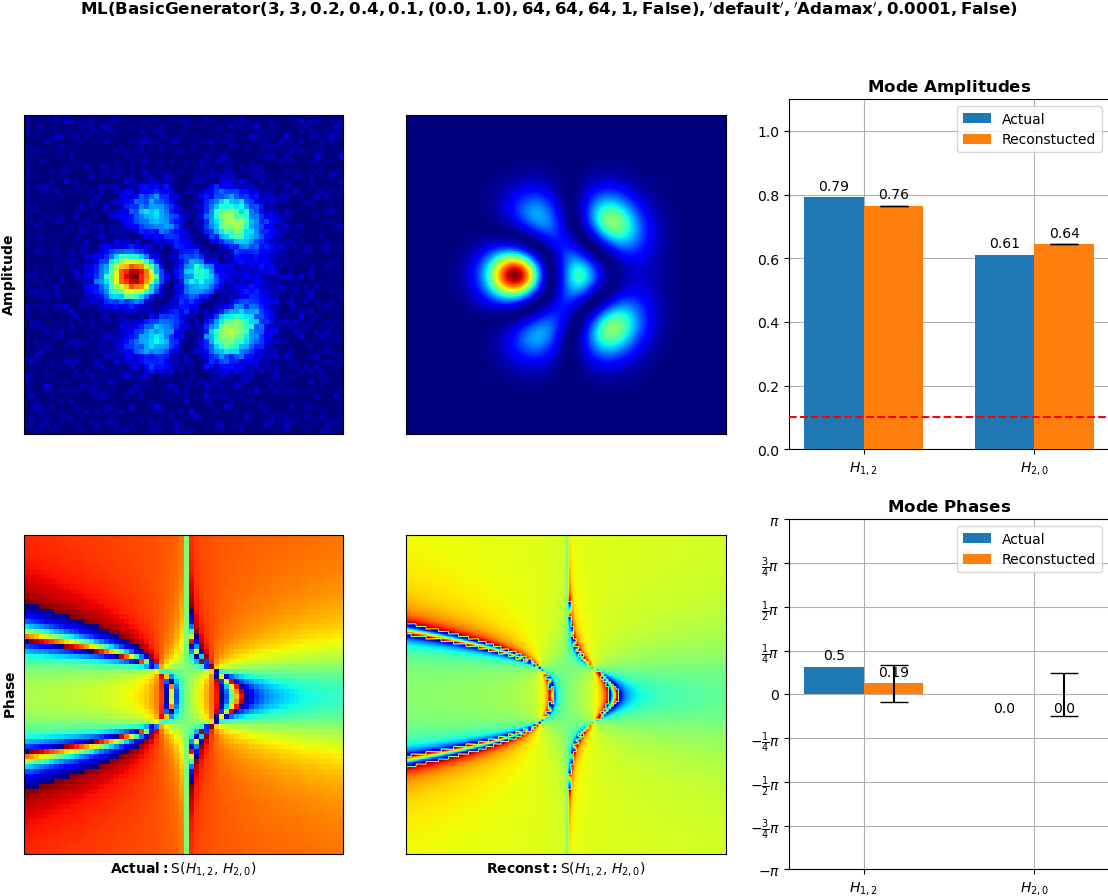 ML(BasicGenerator(3, 3, 0.2, 0.4, 0.1, (0.0, 1.0), 64, 64, 64, 1, False), ′default′, ′Adamax′, 0.0001, False)
Amplitude
Mode Amplitudes
Actual
Reconstucted
1.0
0.8
0.6
0.4
0.2
0.0
0.79
0.76
0.61
0.64
H1, 2
H2, 0
Phase
Actual: S(H1, 2, H2, 0)
Reconst: S(H1, 2, H2, 0)
Mode Phases
Actual
Reconstucted
π
3/4π
1/2π
1/4π
0
−1/4π
−1/2π
−3/4π
−π
0.5
0.19
0.0
0.0
H1, 2
H2, 0